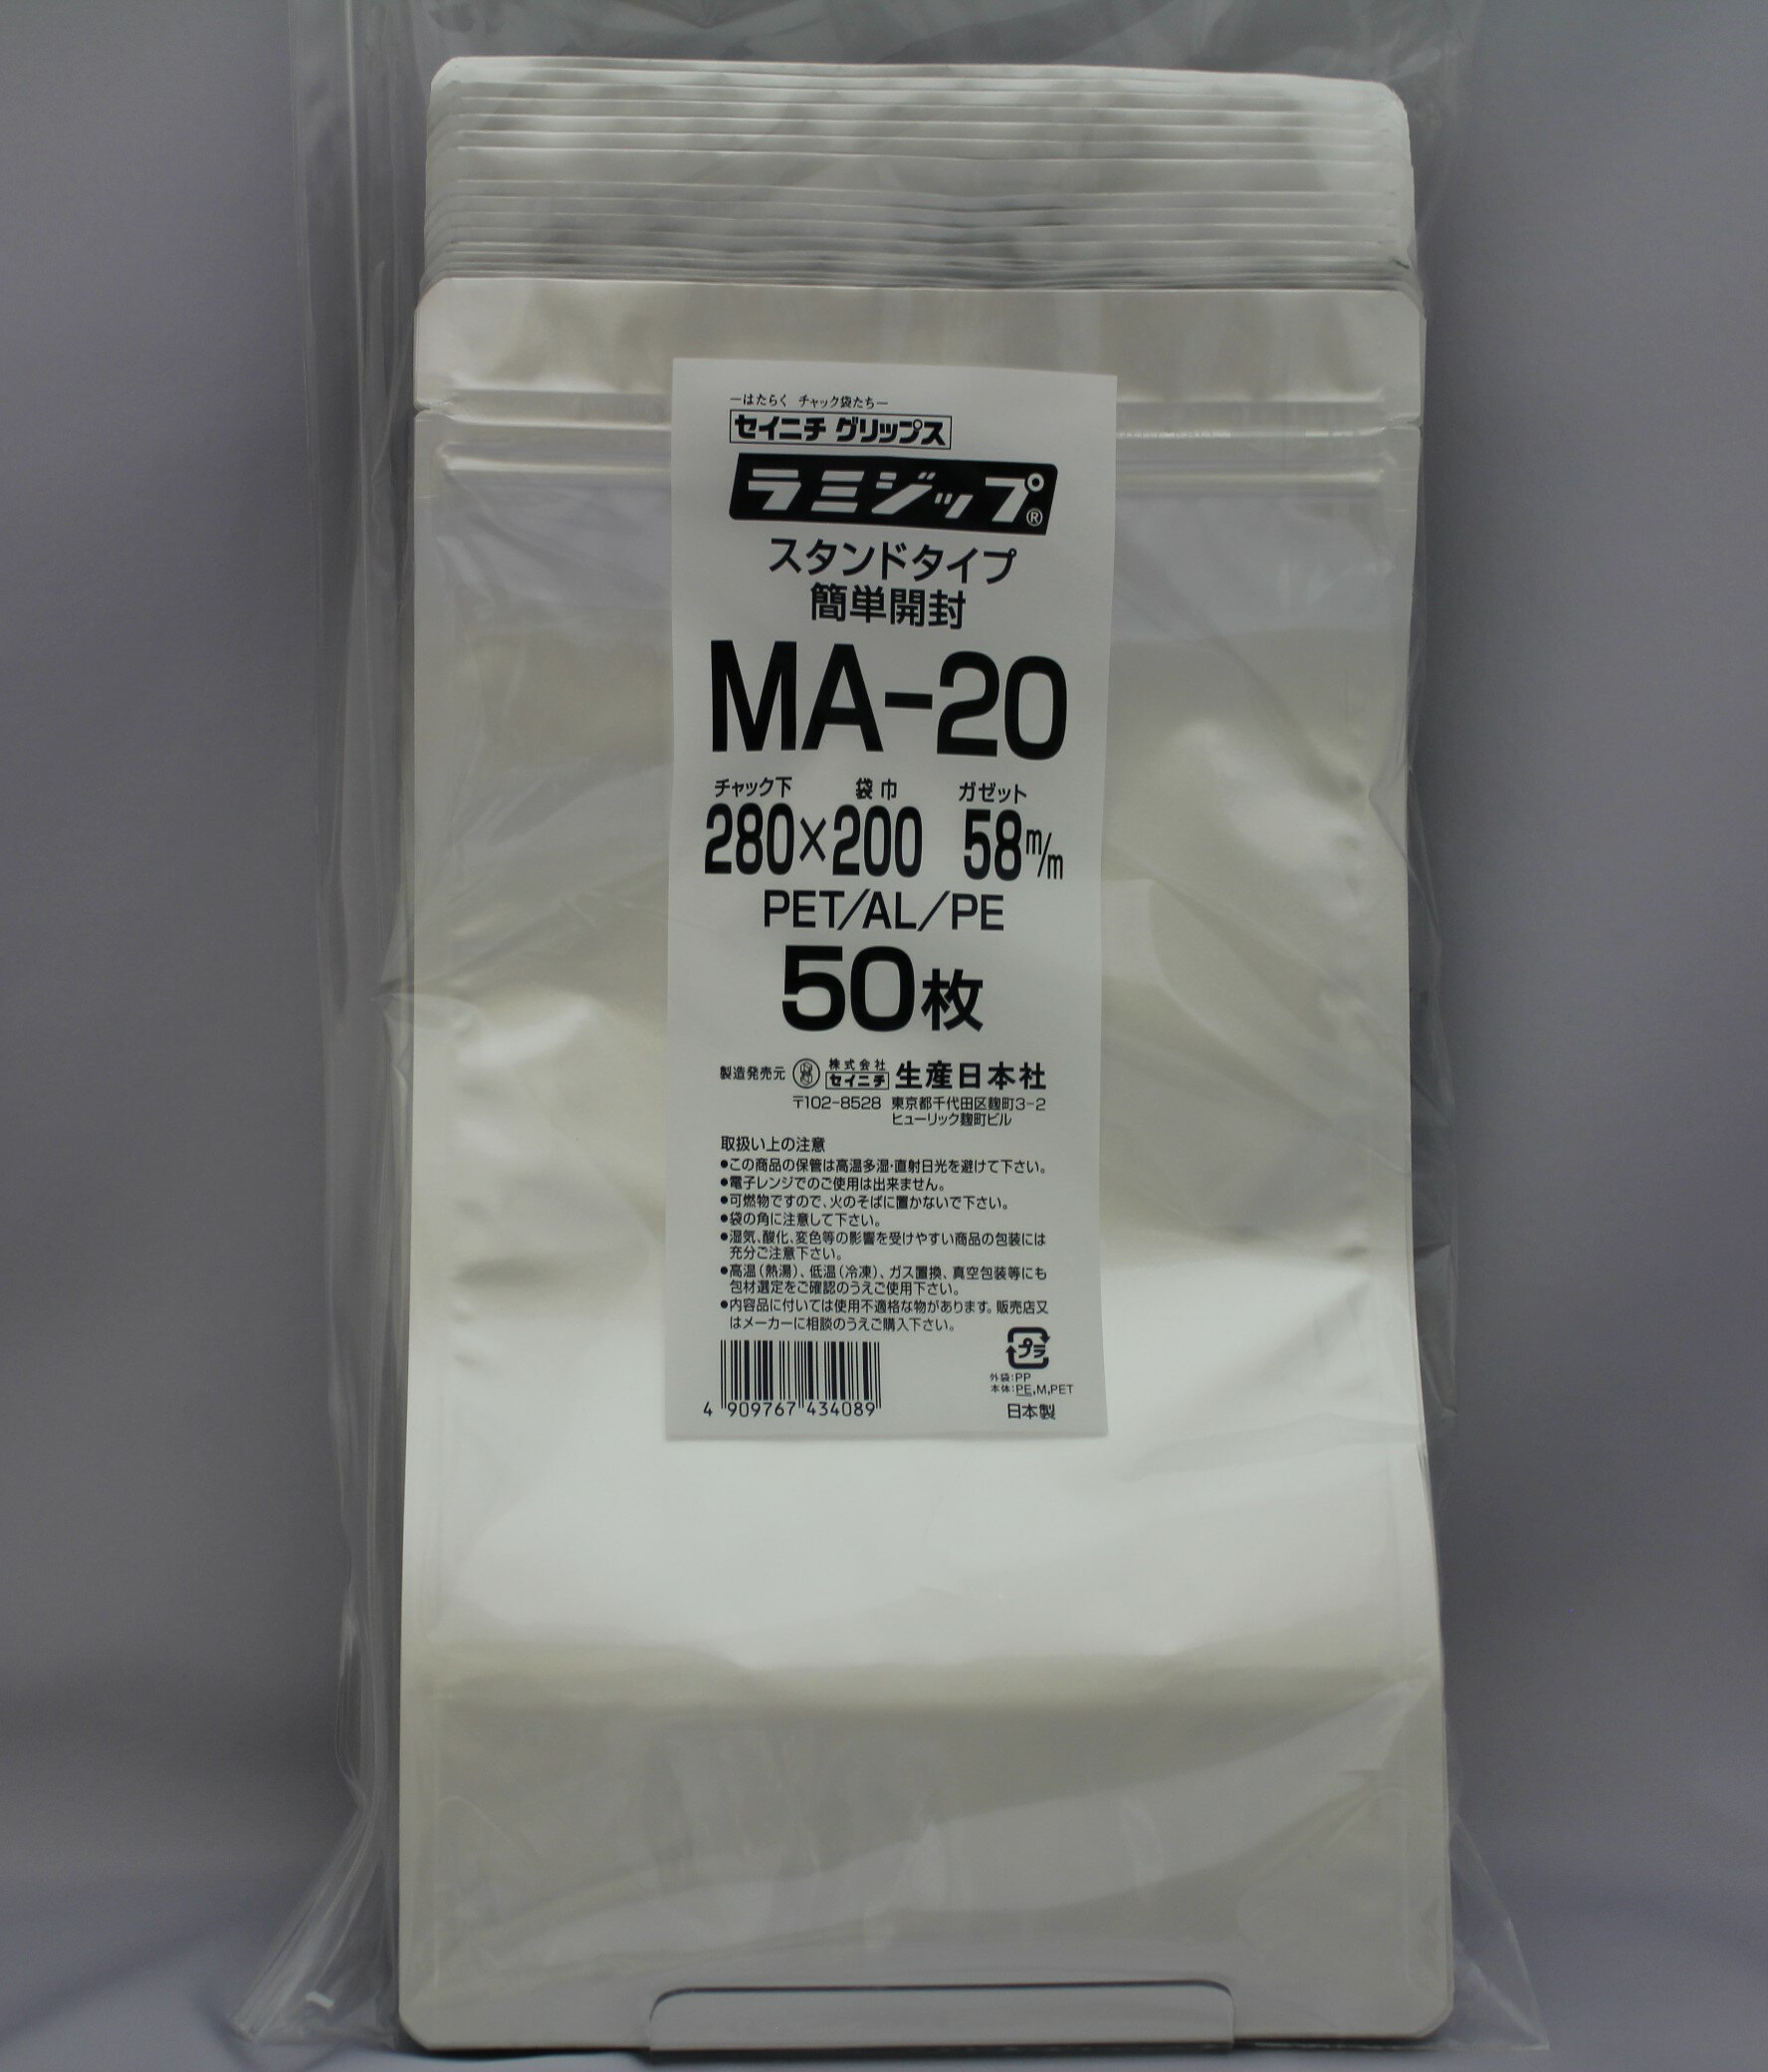 —はたらく チャック袋たち—
セイニチ グリップス
ラミジップ®
スタンドタイプ
簡単開封
MA-20
チャック下 袋巾 ガゼット
280×200 58m/m
PET/AL/PE
50枚
製造発売元 株式会社セイニチ 生産日本社
〒102-8528 東京都千代田区麹町3-2
ヒューリック麹町ビル
取扱い上の注意
●この商品の保管は高温多湿・直射日光を避けて下さい。
●電子レンジでのご使用は出来ません。
●可燃物ですので、火のそばに置かないで下さい。
●袋の角に注意して下さい。
●湿気、酸化、変色等の影響を受けやすい商品の包装には
充分ご注意下さい。
●高温(熱湯)、低温(冷凍)、ガス置換、真空包装等にも
包材選定をご確認のうえご使用下さい。
●内容品に付いては使用不適格な物があります。販売店又
はメーカーに相談のうえご購入下さい。
プラ
外袋:PP
本体:PE,M,PET
4 909767 434089
日本製